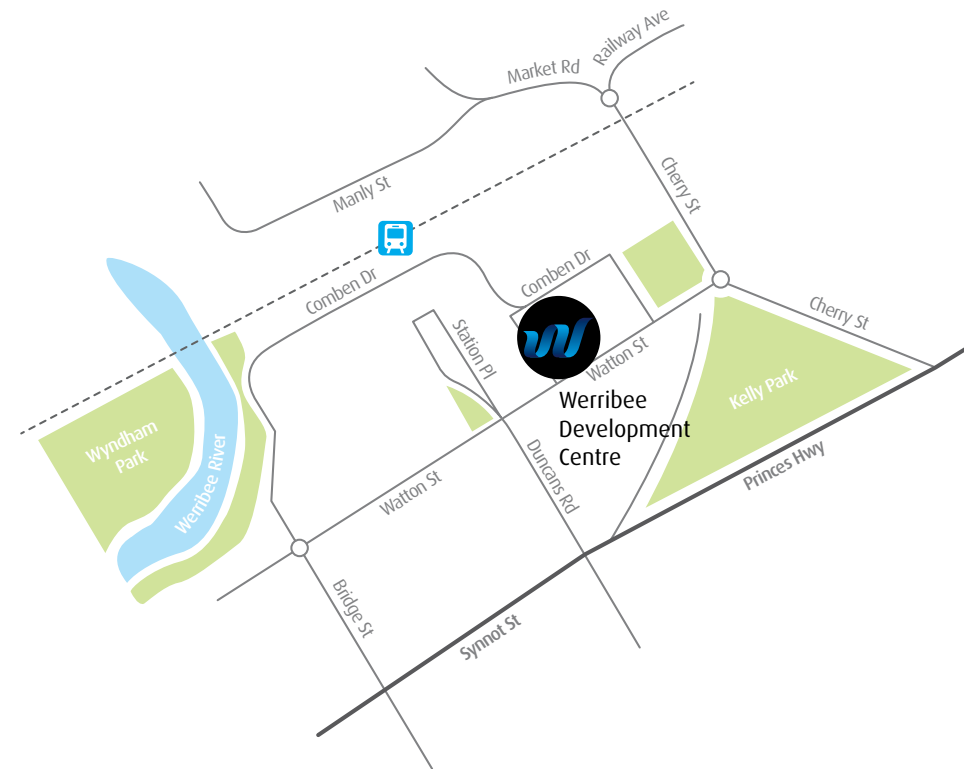 Railway Ave
Market Rd
Cherry St
Manly St
Comben Dr
Comben Dr
Station Pl
Cherry St
Watton St
Kelly Park
Werribee
Development
Centre
Wyndham
Park
Werribee River
Watton St
Duncans Rd
Princes Hwy
Bridge St
Synnot St